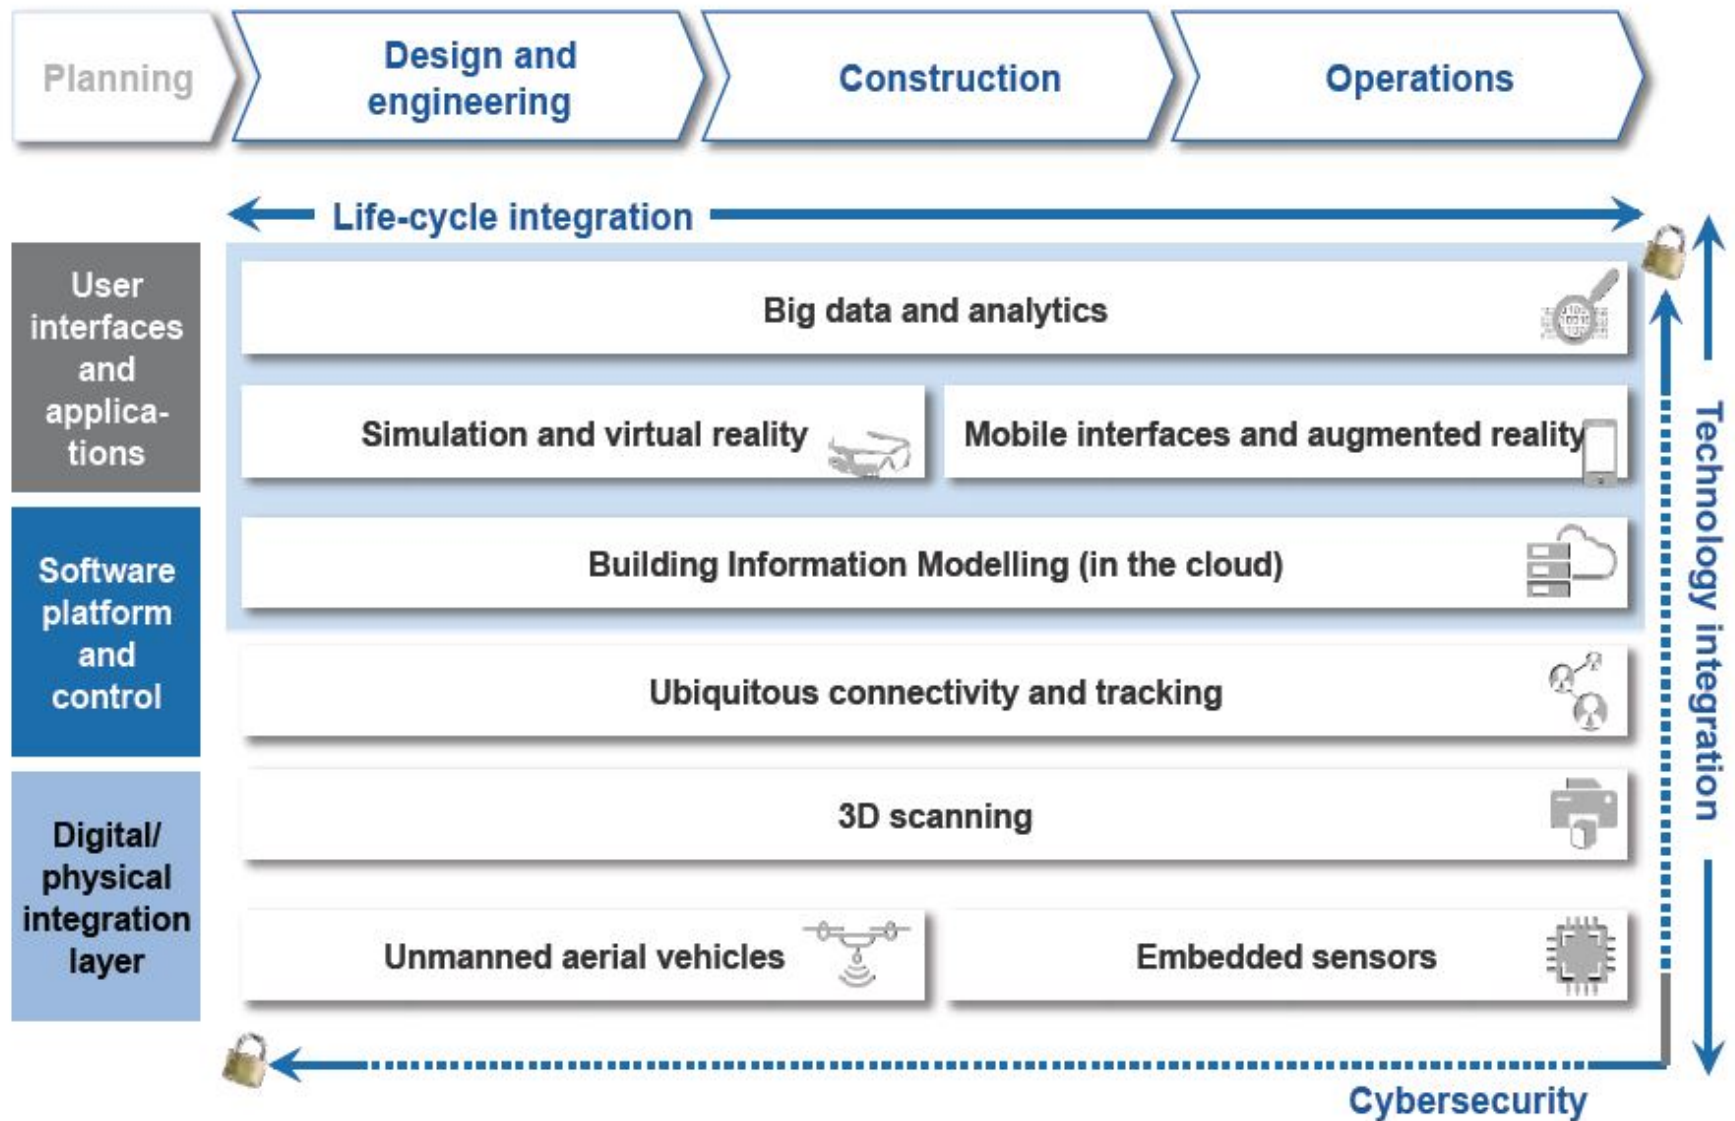 Planning
Design and
engineering
Construction
Operations
Life-cycle integration
User
interfaces
and
applica-
tions
Big data and analytics
Simulation and virtual reality
Mobile interfaces and augmented reality
Software
platform
and
control
Building Information Modelling (in the cloud)
Ubiquitous connectivity and tracking
Digital/
physical
integration
layer
3D scanning
Unmanned aerial vehicles
Embedded sensors
Technology integration
Cybersecurity